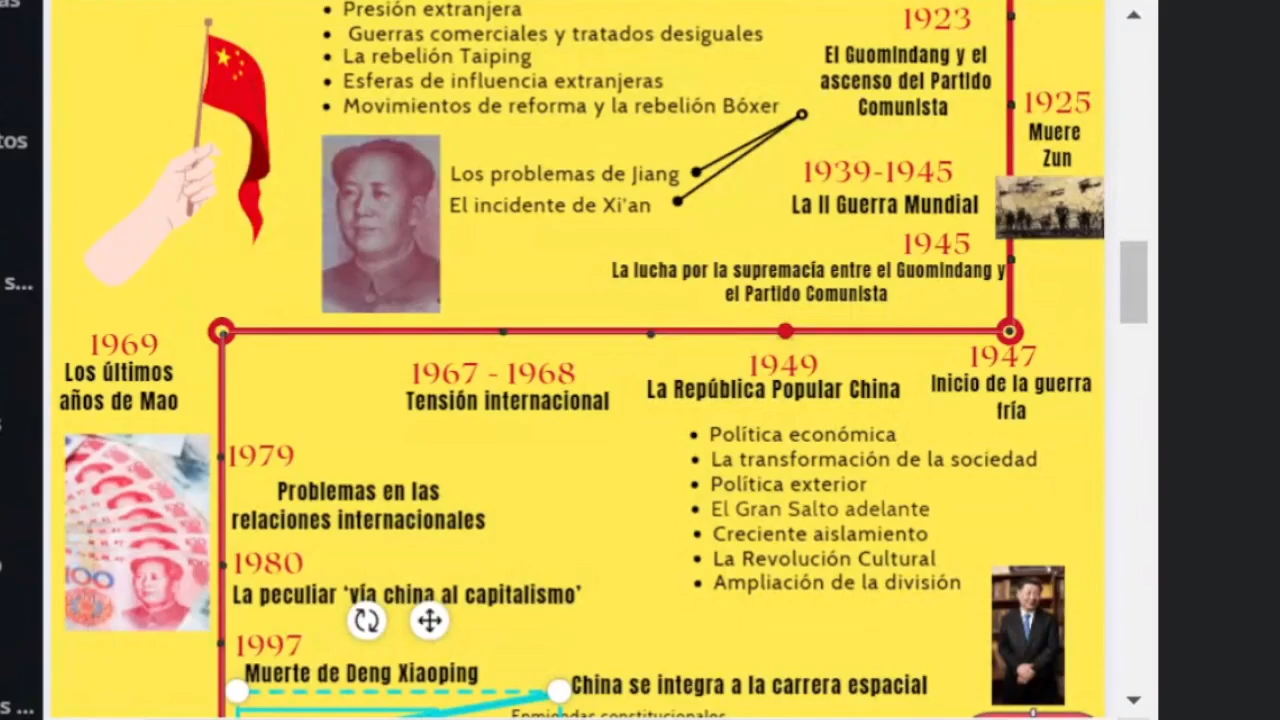 as
Presión extranjera
Guerras comerciales y tratados desiguales
La rebelión Taiping
Esferas de influencia extranjeras
Movimientos de reforma y la rebelión Bóxer
1923
El Guomindang y el
ascenso del Partido
Comunista
1925
Muere
Zun
tos
Los problemas de Jiang
El incidente de Xi'an
1939-1945
La II Guerra Mundial
s...
1945
La lucha por la supremacía entre el Guomindang y
el Partido Comunista
1969
Los últimos
años de Mao
1967 - 1968
Tensión internacional
1949
La República Popular China
1947
Inicio de la guerra
fría
Política económica
La transformación de la sociedad
Política exterior
El Gran Salto adelante
Creciente aislamiento
La Revolución Cultural
Ampliación de la división
1979
Problemas en las
relaciones internacionales
100
1980
La peculiar ‘vía china al capitalismo’
1997
Muerte de Deng Xiaoping
China se integra a la carrera espacial
Enmiendas constitucionales
s ...